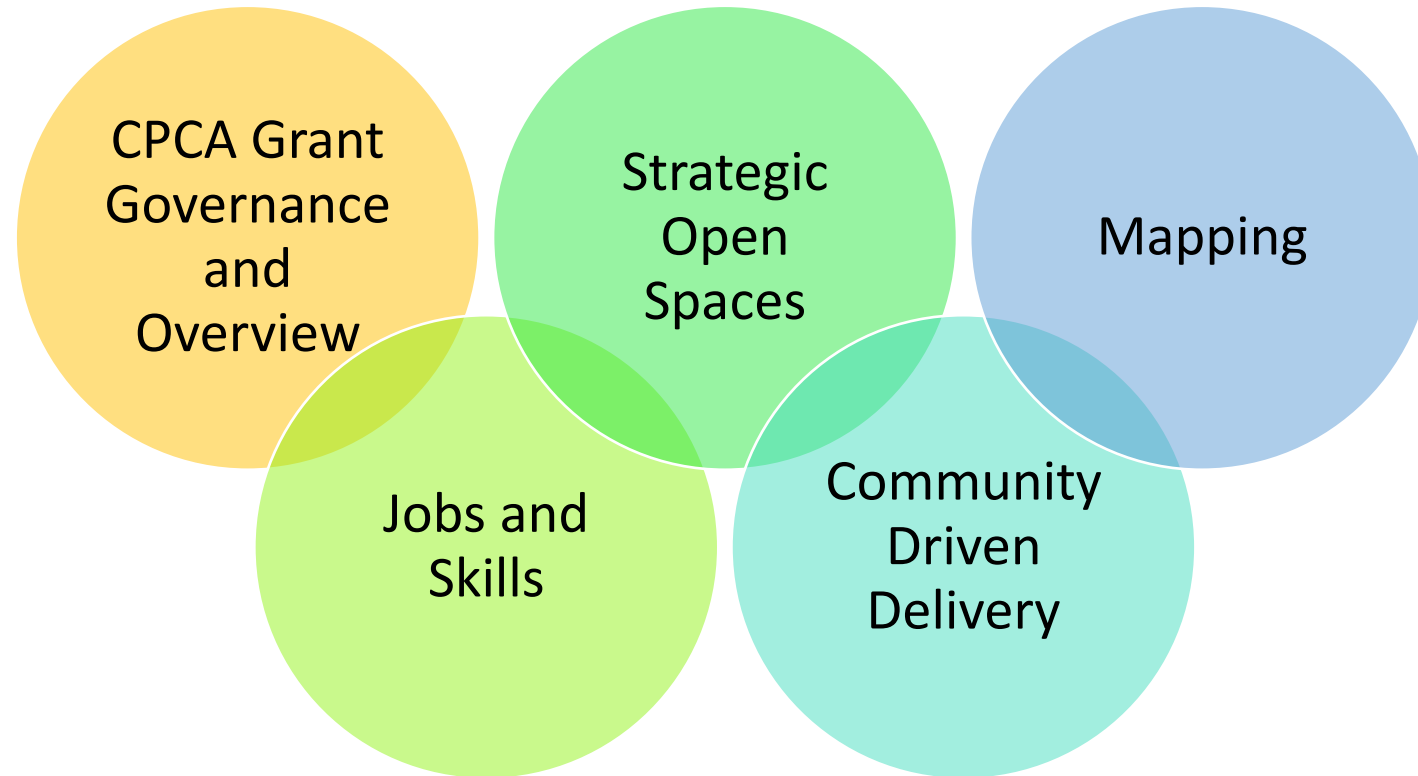 CPCA Grant
Governance
and
Overview
Strategic
Open
Spaces
Mapping
Jobs and
Skills
Community
Driven
Delivery